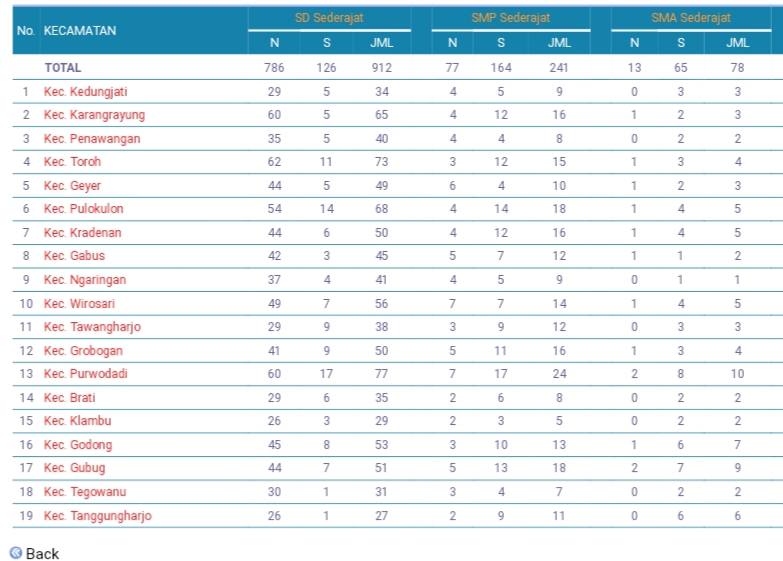 No. KECAMATAN SD Sederajat SMP Sederajat SMA Sederajat
N S JML N S JML N S JML
TOTAL 786 126 912 77 164 241 13 65 78
1 Kec. Kedungjati 29 5 34 4 5 9 0 3 3
2 Kec. Karangrayung 60 5 65 4 12 16 1 2 3
3 Kec. Penawangan 35 5 40 4 4 8 0 2 2
4 Kec. Toroh 62 11 73 3 12 15 1 3 4
5 Kec. Geyer 44 5 49 6 4 10 1 2 3
6 Kec. Pulokulon 54 14 68 4 14 18 1 4 5
7 Kec. Kradenan 44 6 50 4 12 16 1 4 5
8 Kec. Gabus 42 3 45 5 7 12 1 1 2
9 Kec. Ngaringan 37 4 41 4 5 9 0 1 1
10 Kec. Wirosari 49 7 56 7 7 14 1 4 5
11 Kec. Tawangharjo 29 9 38 3 9 12 0 3 3
12 Kec. Grobogan 41 9 50 5 11 16 1 3 4
13 Kec. Purwodadi 60 17 77 7 17 24 2 8 10
14 Kec. Brati 29 6 35 2 6 8 0 2 2
15 Kec. Klambu 26 3 29 2 3 5 0 2 2
16 Kec. Godong 45 8 53 3 10 13 1 6 7
17 Kec. Gubug 44 7 51 5 13 18 2 7 9
18 Kec. Tegowanu 30 1 31 3 4 7 0 2 2
19 Kec. Tanggungharjo 26 1 27 2 9 11 0 6 6
Back